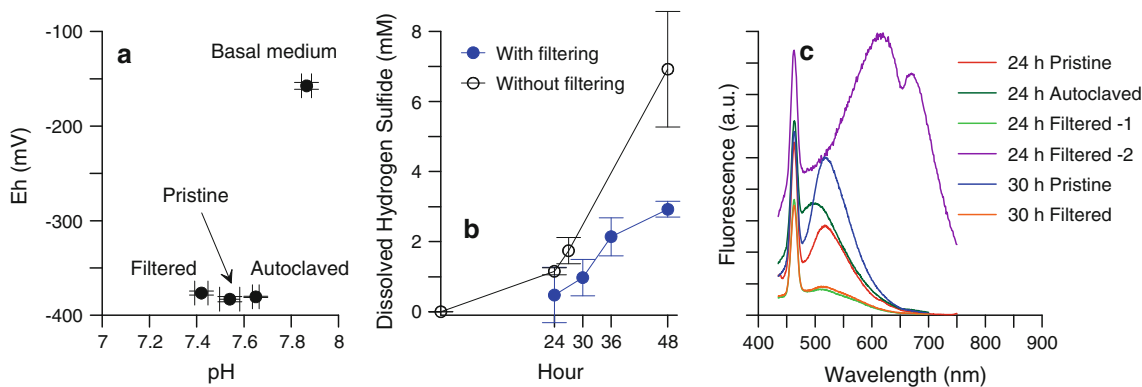 a
Basal medium
Pristine
Filtered
Autoclaved
-100
-200
-300
-400
Eh (mV)
7
7.2
7.4
7.6
7.8
8
pH
b
With filtering
Without filtering
8
6
4
2
0
Dissolved Hydrogen Sulfide (mM)
24
30
36
48
Hour
c
24 h Pristine
24 h Autoclaved
24 h Filtered -1
24 h Filtered -2
30 h Pristine
30 h Filtered
Fluorescence (a.u.)
400
500
600
700
800
900
Wavelength (nm)